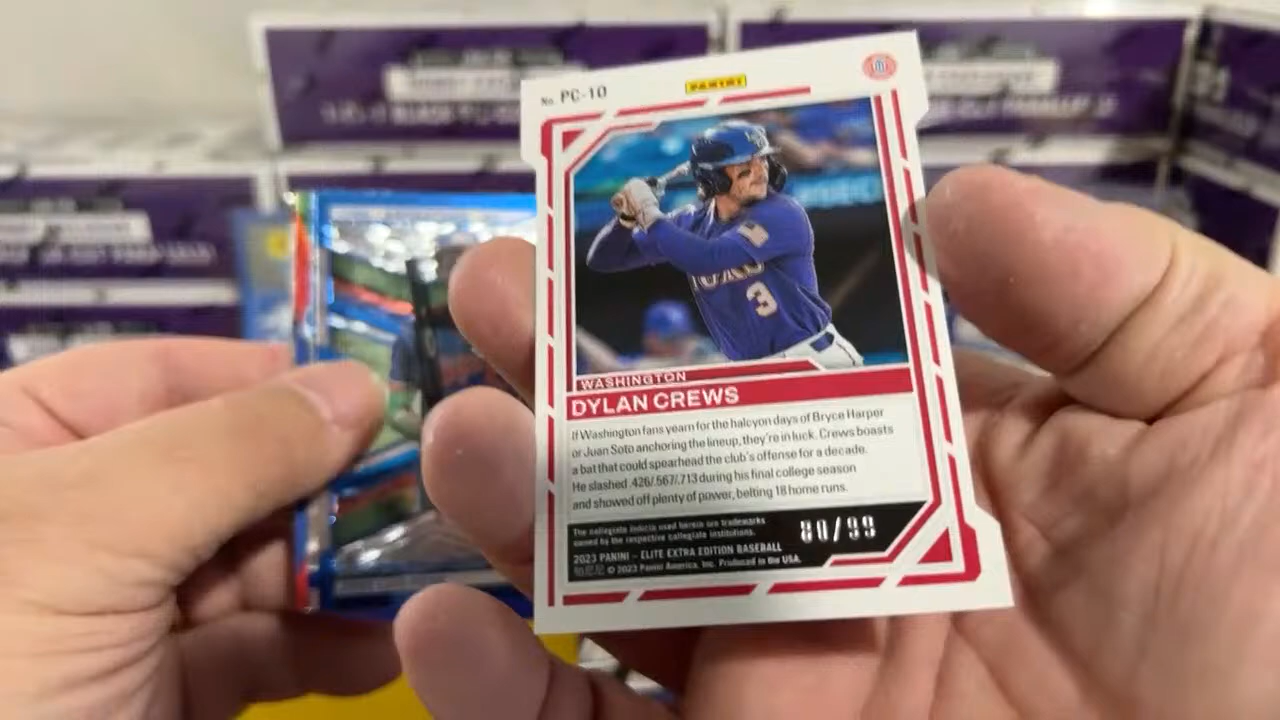 No. PC-10
PANINI
3
WASHINGTON
DYLAN CREWS
If Washington fans yearn for the halcyon days of Bryce Harper
or Juan Soto anchoring the lineup, they're in luck. Crews boasts
a bat that could spearhead the club's offense for a decade.
He slashed .426/.567/.713 during his final college season
and showed off plenty of power, belting 18 home runs.
The collegiate indicia used herein are trademarks
owned by the respective collegiate institutions.
80/99
2023 PANINI – ELITE EXTRA EDITION BASEBALL
© 2023 Panini America, Inc. Produced in the USA.